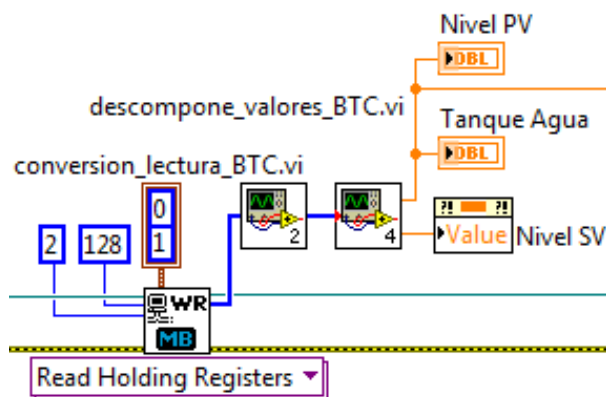 Nivel PV
DBL
descompone_valores_BTC.vi
Tanque Agua
DBL
conversion_lectura_BTC.vi
0
1
2
128
2
4
?!
?!
Value
Nivel SV
WR
MB
Read Holding Registers